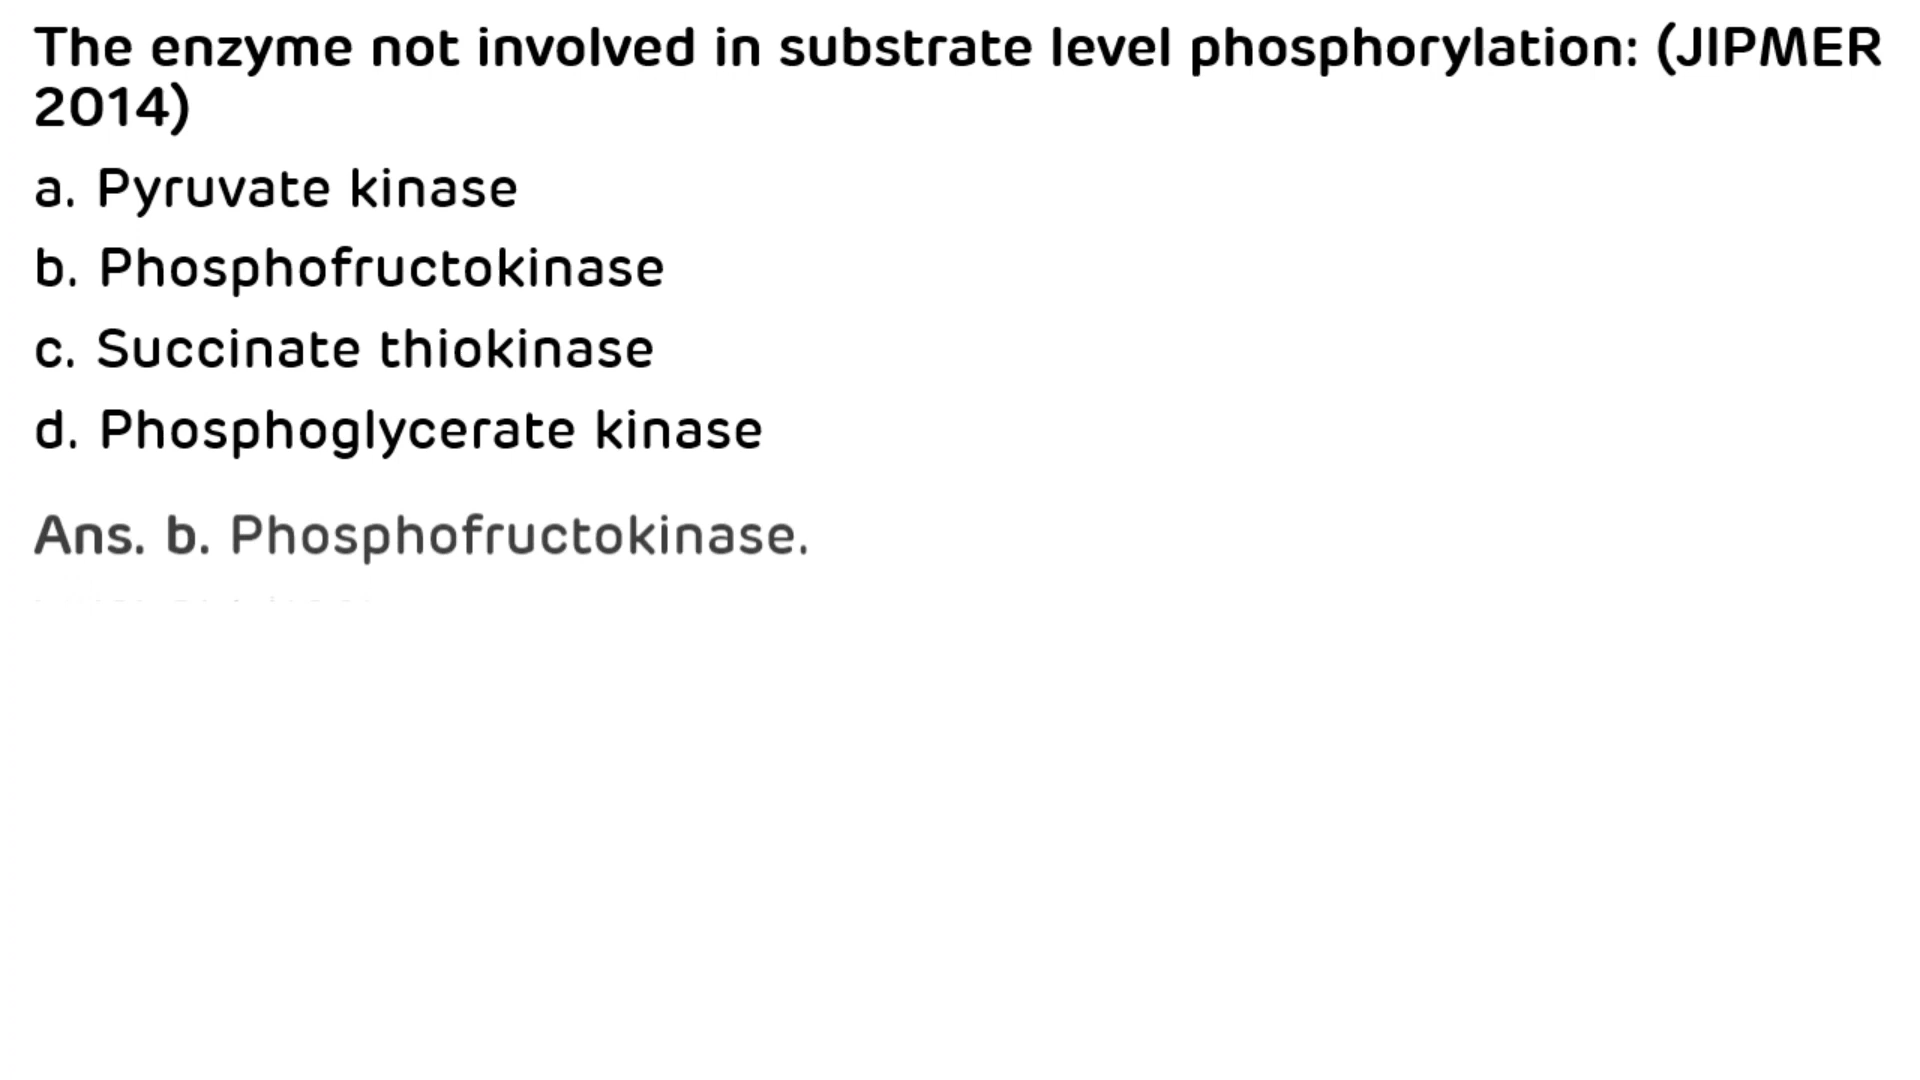 The enzyme not involved in substrate level phosphorylation: (JIPMER
2014)
a. Pyruvate kinase
b. Phosphofructokinase
c. Succinate thiokinase
d. Phosphoglycerate kinase
Ans. b. Phosphofructokinase.